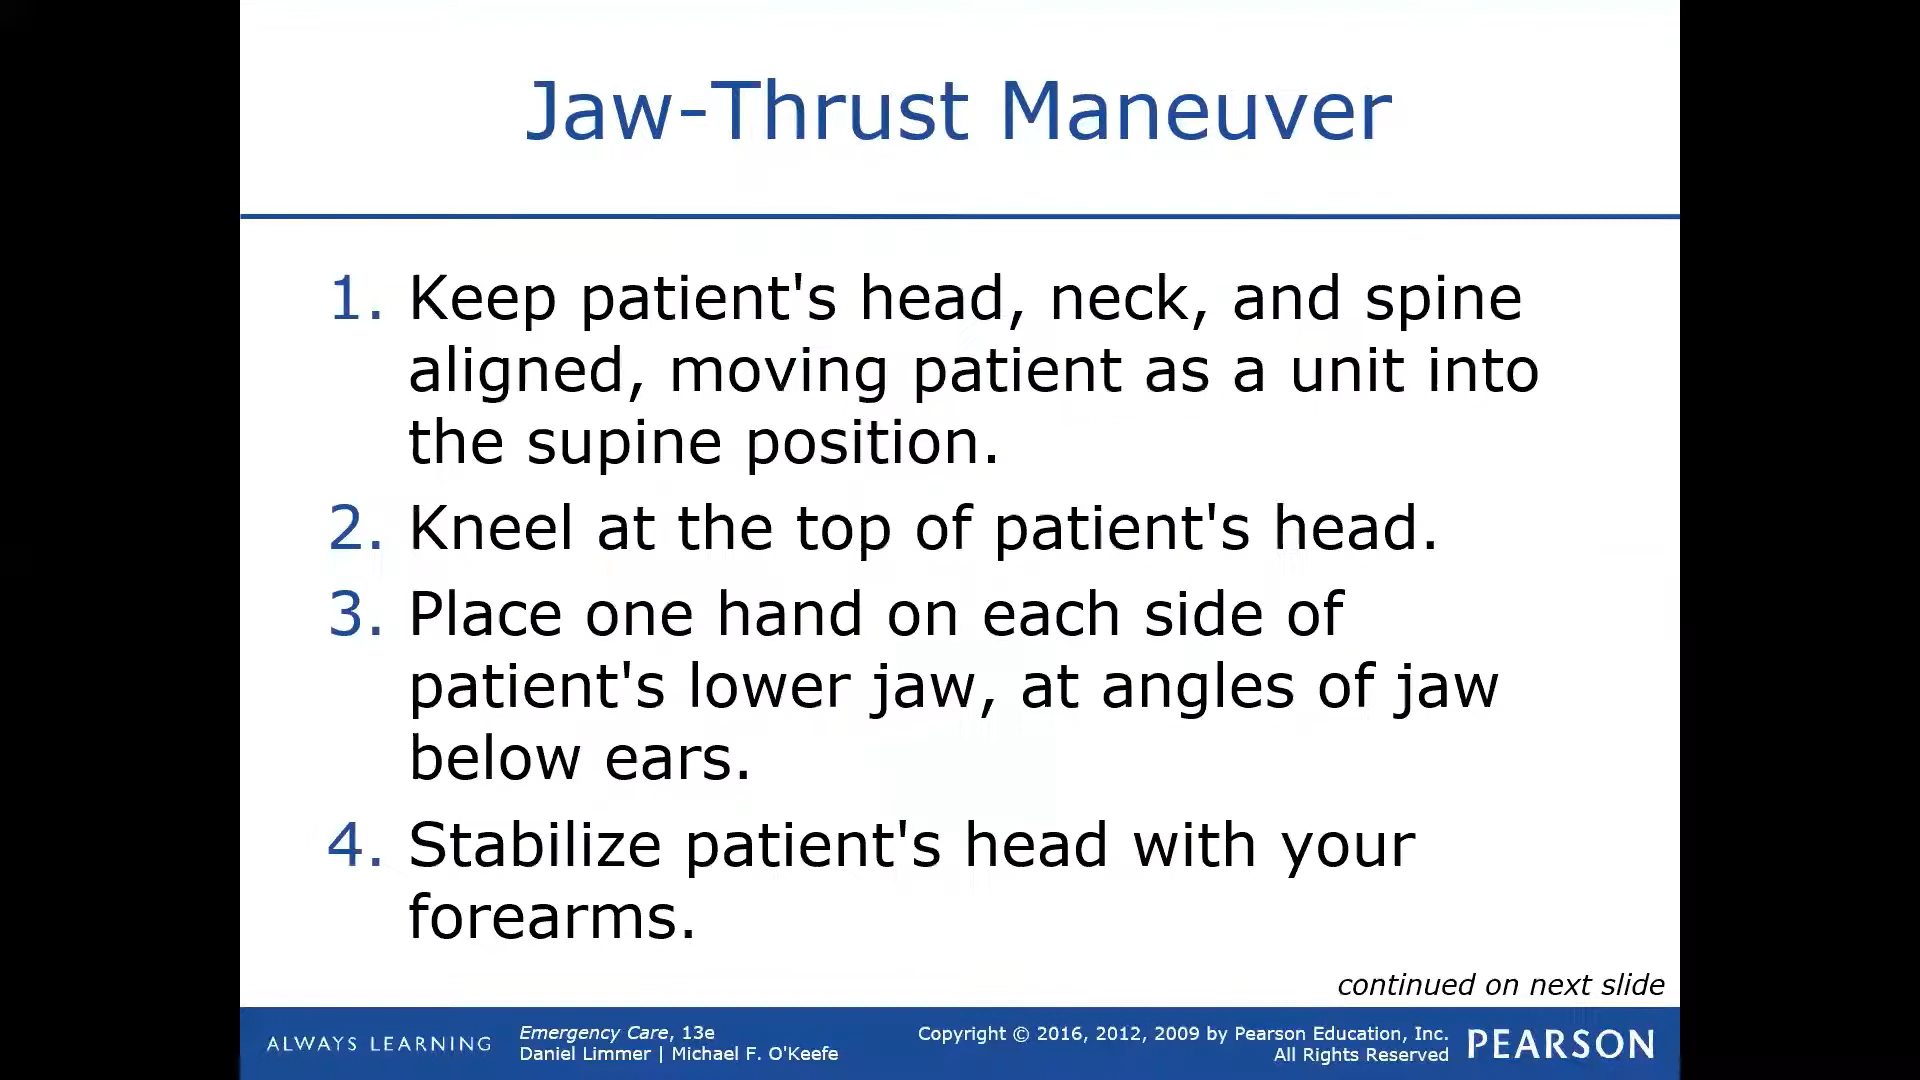 Jaw-Thrust Maneuver
1. Keep patient's head, neck, and spine
aligned, moving patient as a unit into
the supine position.
2. Kneel at the top of patient's head.
3. Place one hand on each side of
patient's lower jaw, at angles of jaw
below ears.
4. Stabilize patient's head with your
forearms.
continued on next slide
ALWAYS LEARNING
Emergency Care, 13e
Daniel Limmer | Michael F. O'Keefe
Copyright © 2016, 2012, 2009 by Pearson Education, Inc.
All Rights Reserved
PEARSON